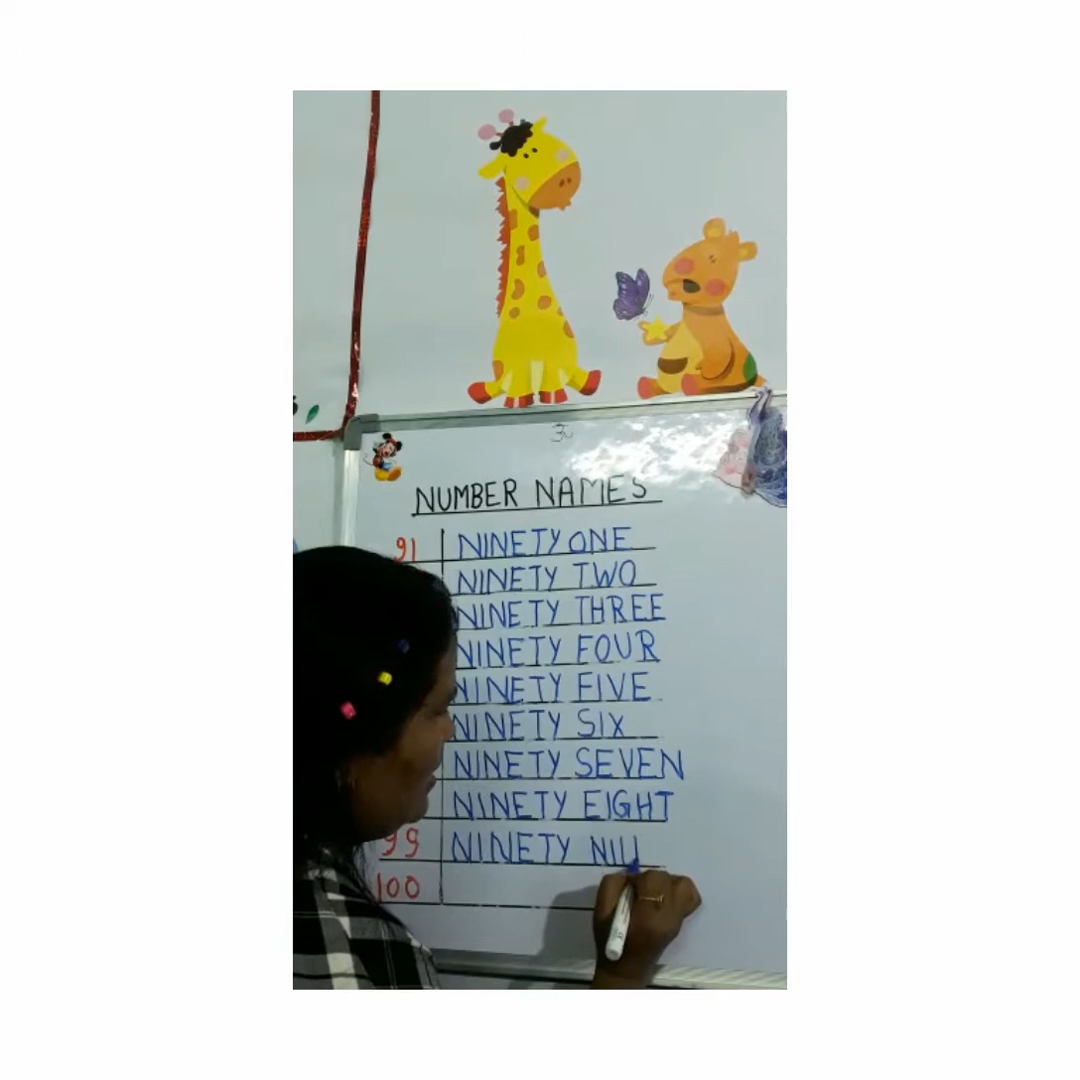 ॐ
NUMBER NAMES
91 NINETY ONE
NINETY TWO
NINETY THREE
NINETY FOUR
NINETY FIVE
NINETY SIX
NINETY SEVEN
NINETY EIGHT
99 NINETY
100